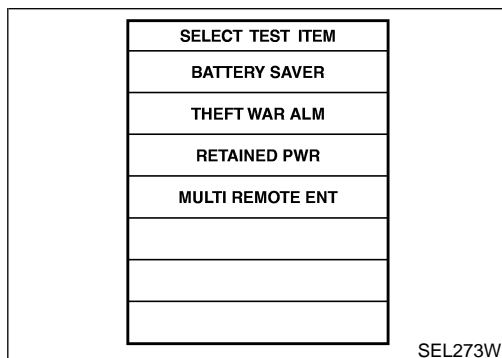 SELECT TEST ITEM
BATTERY SAVER
THEFT WAR ALM
RETAINED PWR
MULTI REMOTE ENT
SEL273W